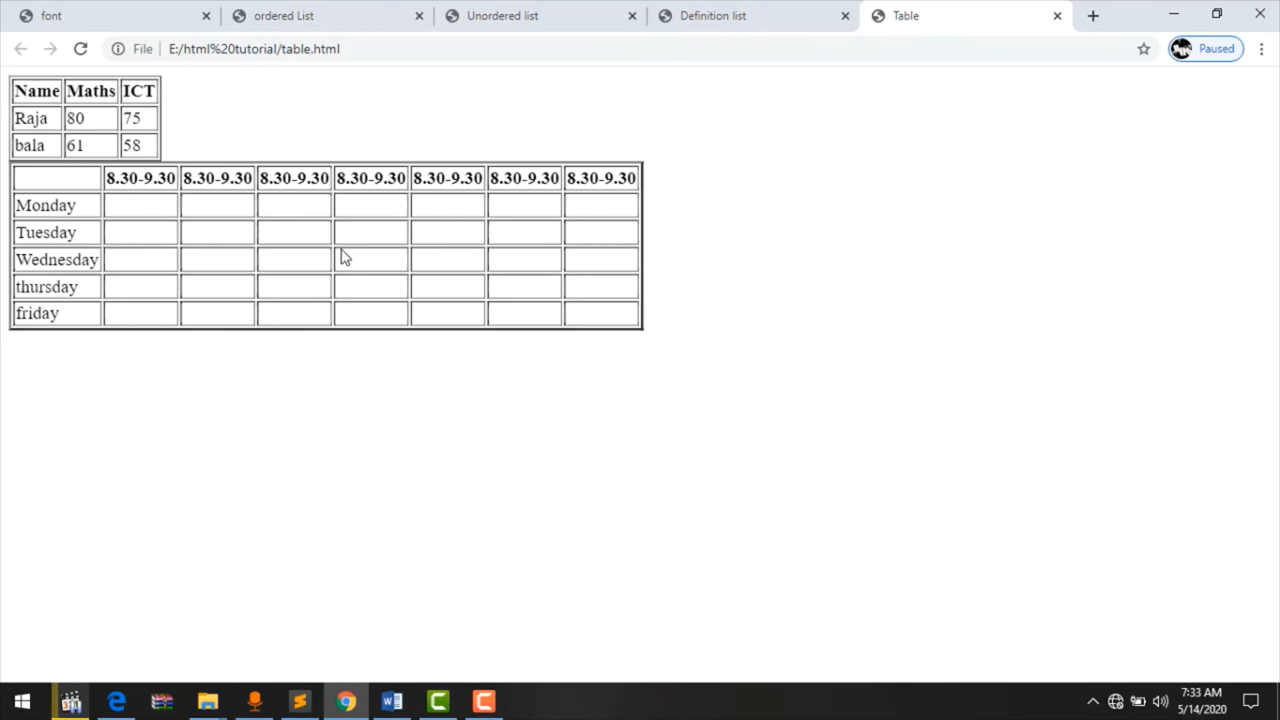 font
ordered List
Unordered list
Definition list
Table
File
E:/html%20tutorial/table.html
Paused
Name Maths ICT
Raja 80 75
bala 61 58
8.30-9.30 8.30-9.30 8.30-9.30 8.30-9.30 8.30-9.30 8.30-9.30 8.30-9.30
Monday
Tuesday
Wednesday
thursday
friday
7:33 AM
5/14/2020